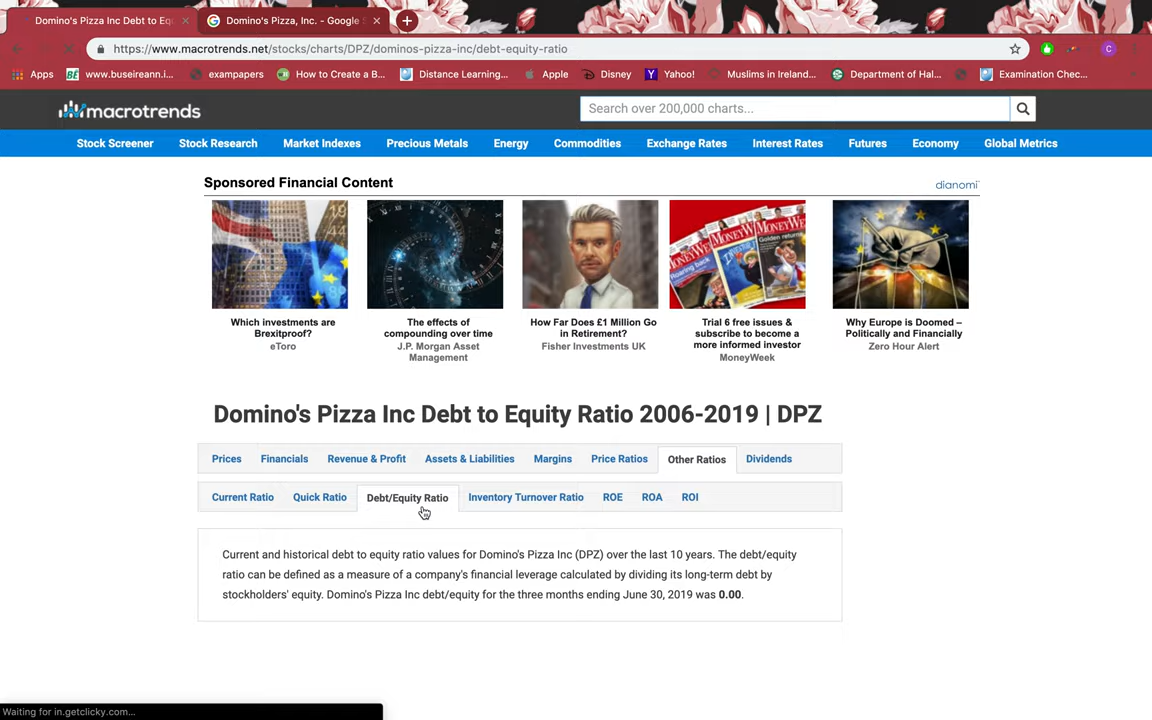 Domino's Pizza Inc Debt to Eq
Domino's Pizza, Inc. - Google S
https://www.macrotrends.net/stocks/charts/DPZ/dominos-pizza-inc/debt-equity-ratio
C
Apps
BÉ www.buseireann.i...
exampapers
How to Create a B...
Distance Learning...
Apple
Disney
Yahoo!
Muslims in Ireland...
Department of Hal...
Examination Chec...
macrotrends
Search over 200,000 charts...
Stock Screener Stock Research Market Indexes Precious Metals Energy Commodities Exchange Rates Interest Rates Futures Economy Global Metrics
Sponsored Financial Content
dianomi
Which investments are
Brexitproof?
eToro
The effects of
compounding over time
J.P. Morgan Asset
Management
How Far Does £1 Million Go
in Retirement?
Fisher Investments UK
Trial 6 free issues &
subscribe to become a
more informed investor
MoneyWeek
Why Europe is Doomed –
Politically and Financially
Zero Hour Alert
Domino's Pizza Inc Debt to Equity Ratio 2006-2019 | DPZ
Prices Financials Revenue & Profit Assets & Liabilities Margins Price Ratios Other Ratios Dividends
Current Ratio Quick Ratio Debt/Equity Ratio Inventory Turnover Ratio ROE ROA ROI
Current and historical debt to equity ratio values for Domino's Pizza Inc (DPZ) over the last 10 years. The debt/equity
ratio can be defined as a measure of a company's financial leverage calculated by dividing its long-term debt by
stockholders' equity. Domino's Pizza Inc debt/equity for the three months ending June 30, 2019 was 0.00.
Waiting for in.getclicky.com...